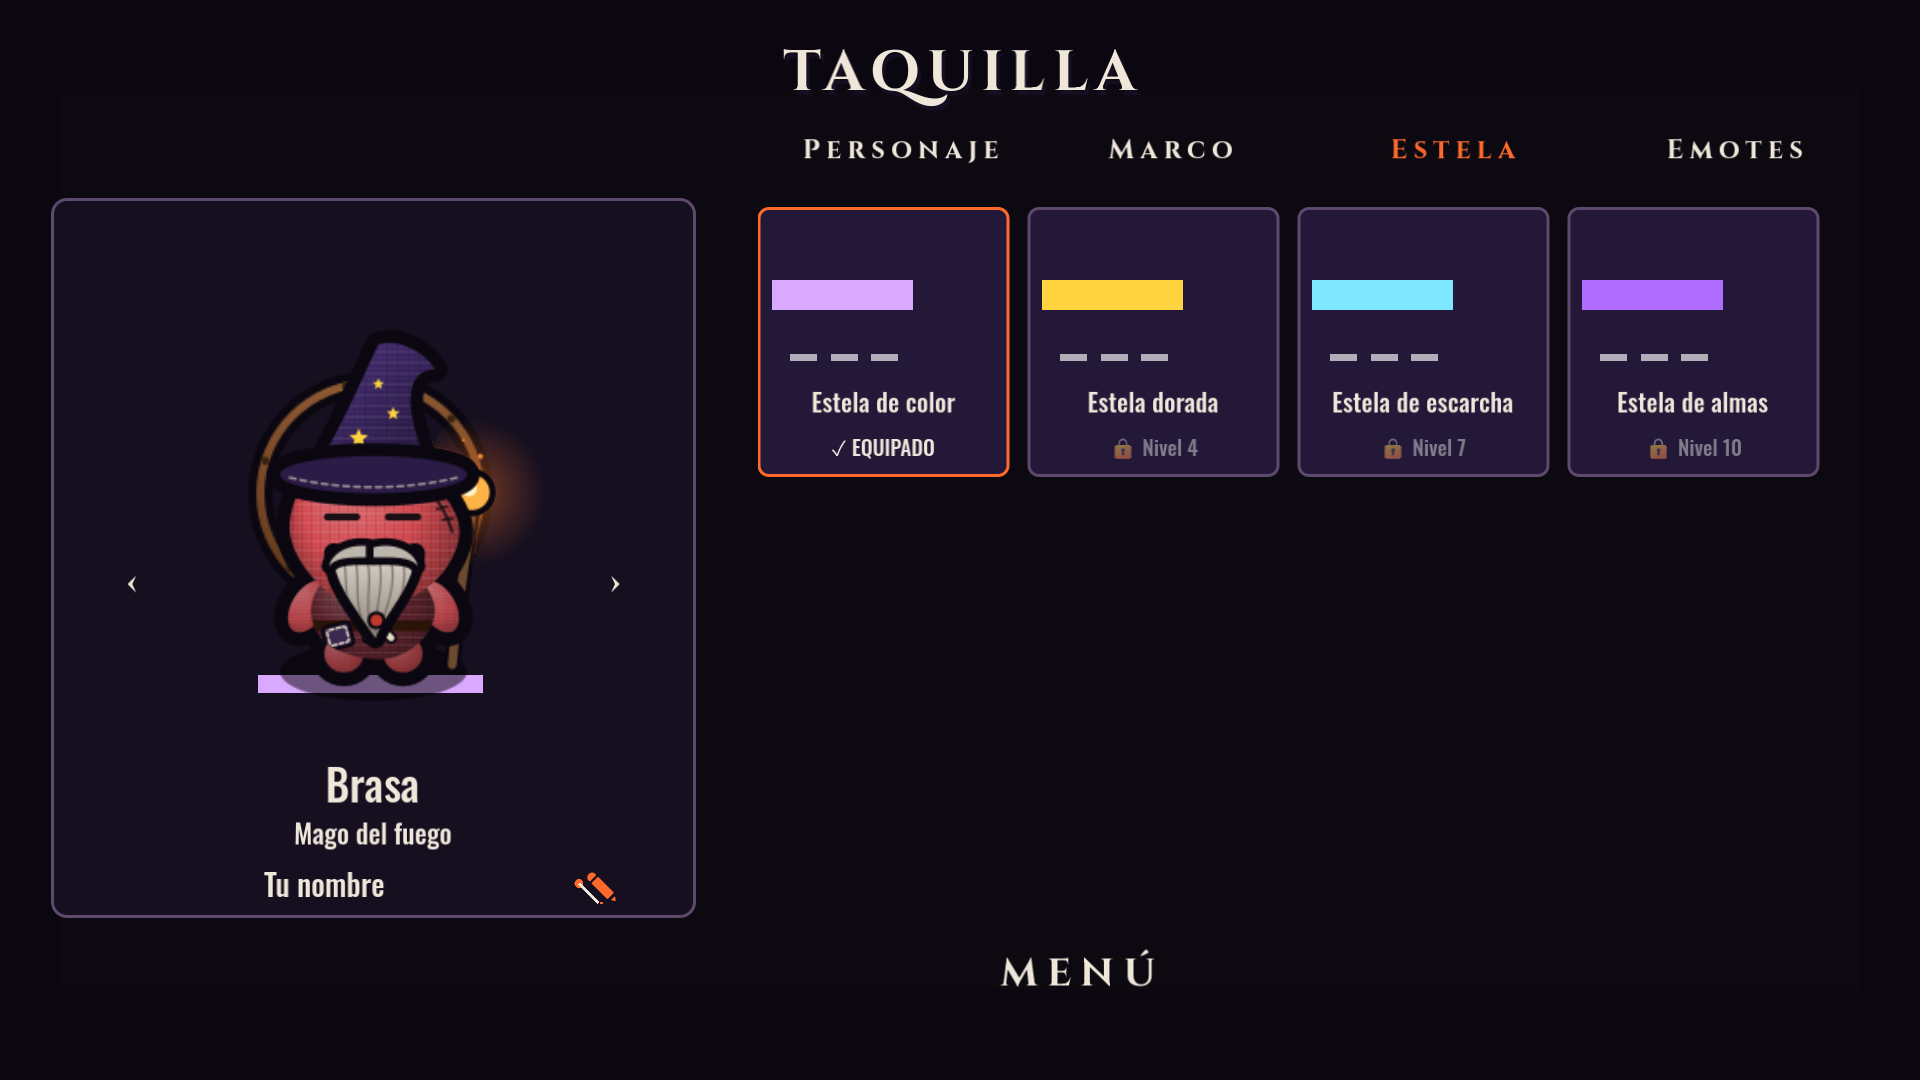 TAQUILLA
PERSONAJE
MARCO
ESTELA
EMOTES
Estela de color
✓ EQUIPADO
Estela dorada
Nivel 4
Estela de escarcha
Nivel 7
Estela de almas
Nivel 10
Brasa
Mago del fuego
Tu nombre
MENÚ